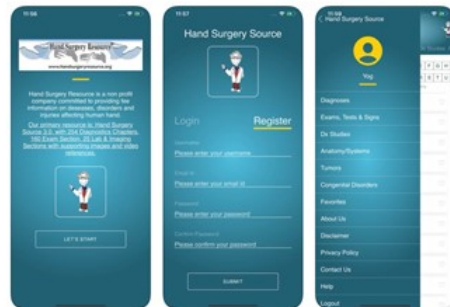 11:56
Hand Surgery Resource
www.handsurgeryresource.org
Hand Surgery Resource is a non profit
company committed to providing fee
information on deseases, disorders and
injuries affecting human hand.
Our primary resource is: Hand Surgery
Source 3.0, with 254 Diagnostics Chapters,
160 Exam Section, 25 Lab & Imaging
Sections with supporting images and video
references.
LET'S START
11:57
Hand Surgery Source
Login
Register
Username
Please enter your username
Email id
Please enter your email id
Password
Please enter your password
Confirm Password
Please confirm your password
SUBMIT
11:59
Hand Surgery Source
Yog
Diagnoses
Exams, Tests & Signs
Dx Studies
Anatomy/Systems
Tumors
Congenital Disorders
Favorites
About Us
Disclaimer
Privacy Policy
Contact Us
Help
Logout